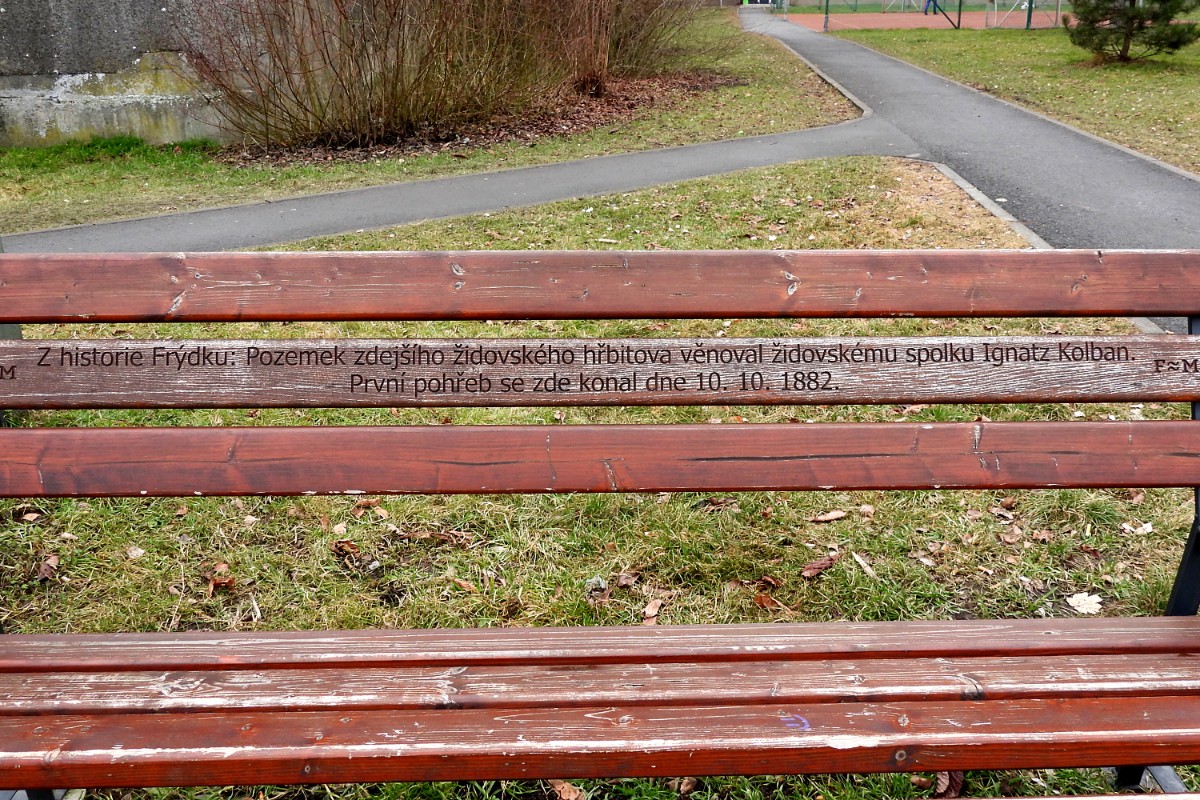 Z historie Frýdku: Pozemek zdejšího židovského hřbitova věnoval židovskému spolku Ignatz Kolban.
První pohřeb se zde konal dne 10. 10. 1882.
M
F≈M